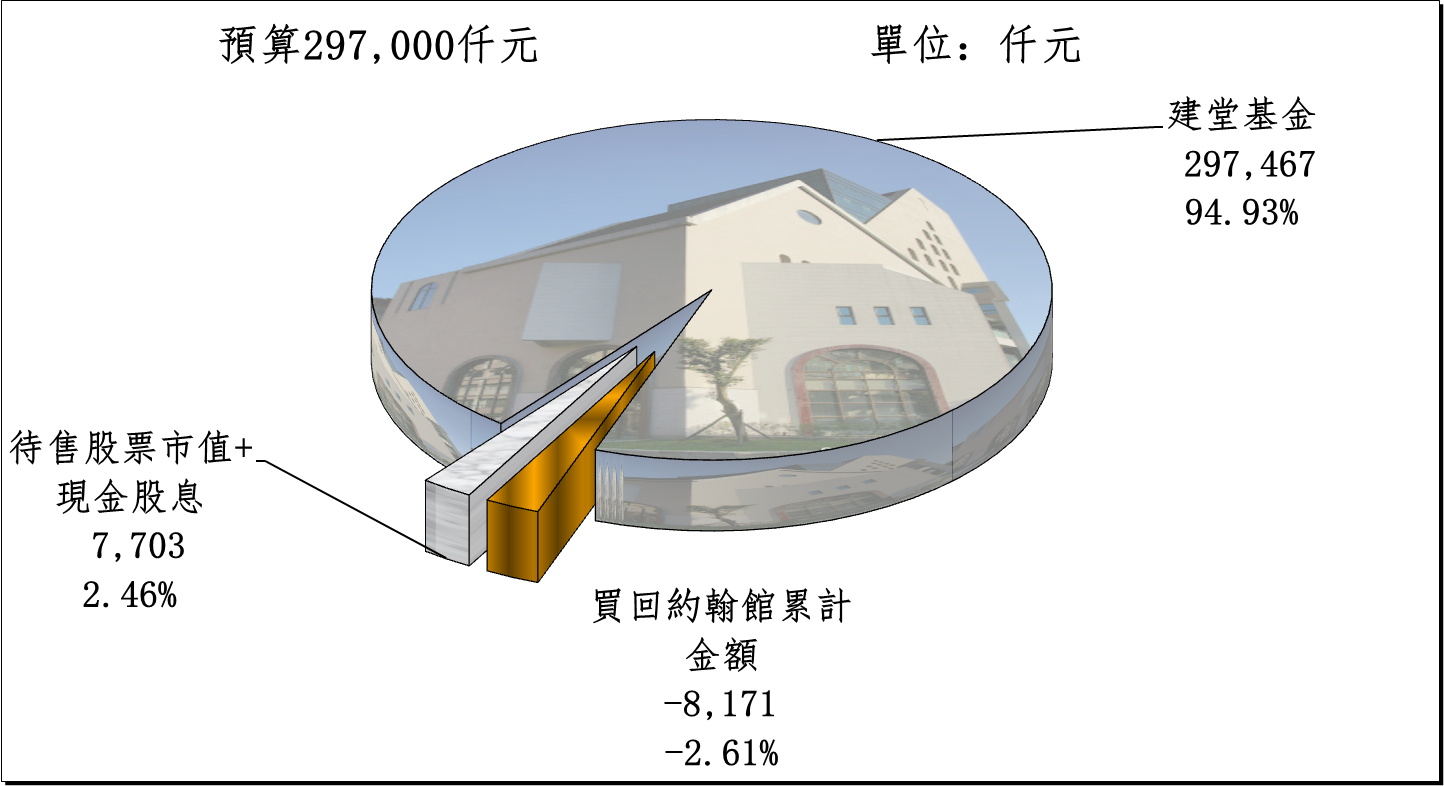 預算297,000仟元
單位：仟元
建堂基金
297,467
94.93%
待售股票市值+
現金股息
7,703
2.46%
買回約翰館累計
金額
-8,171
-2.61%